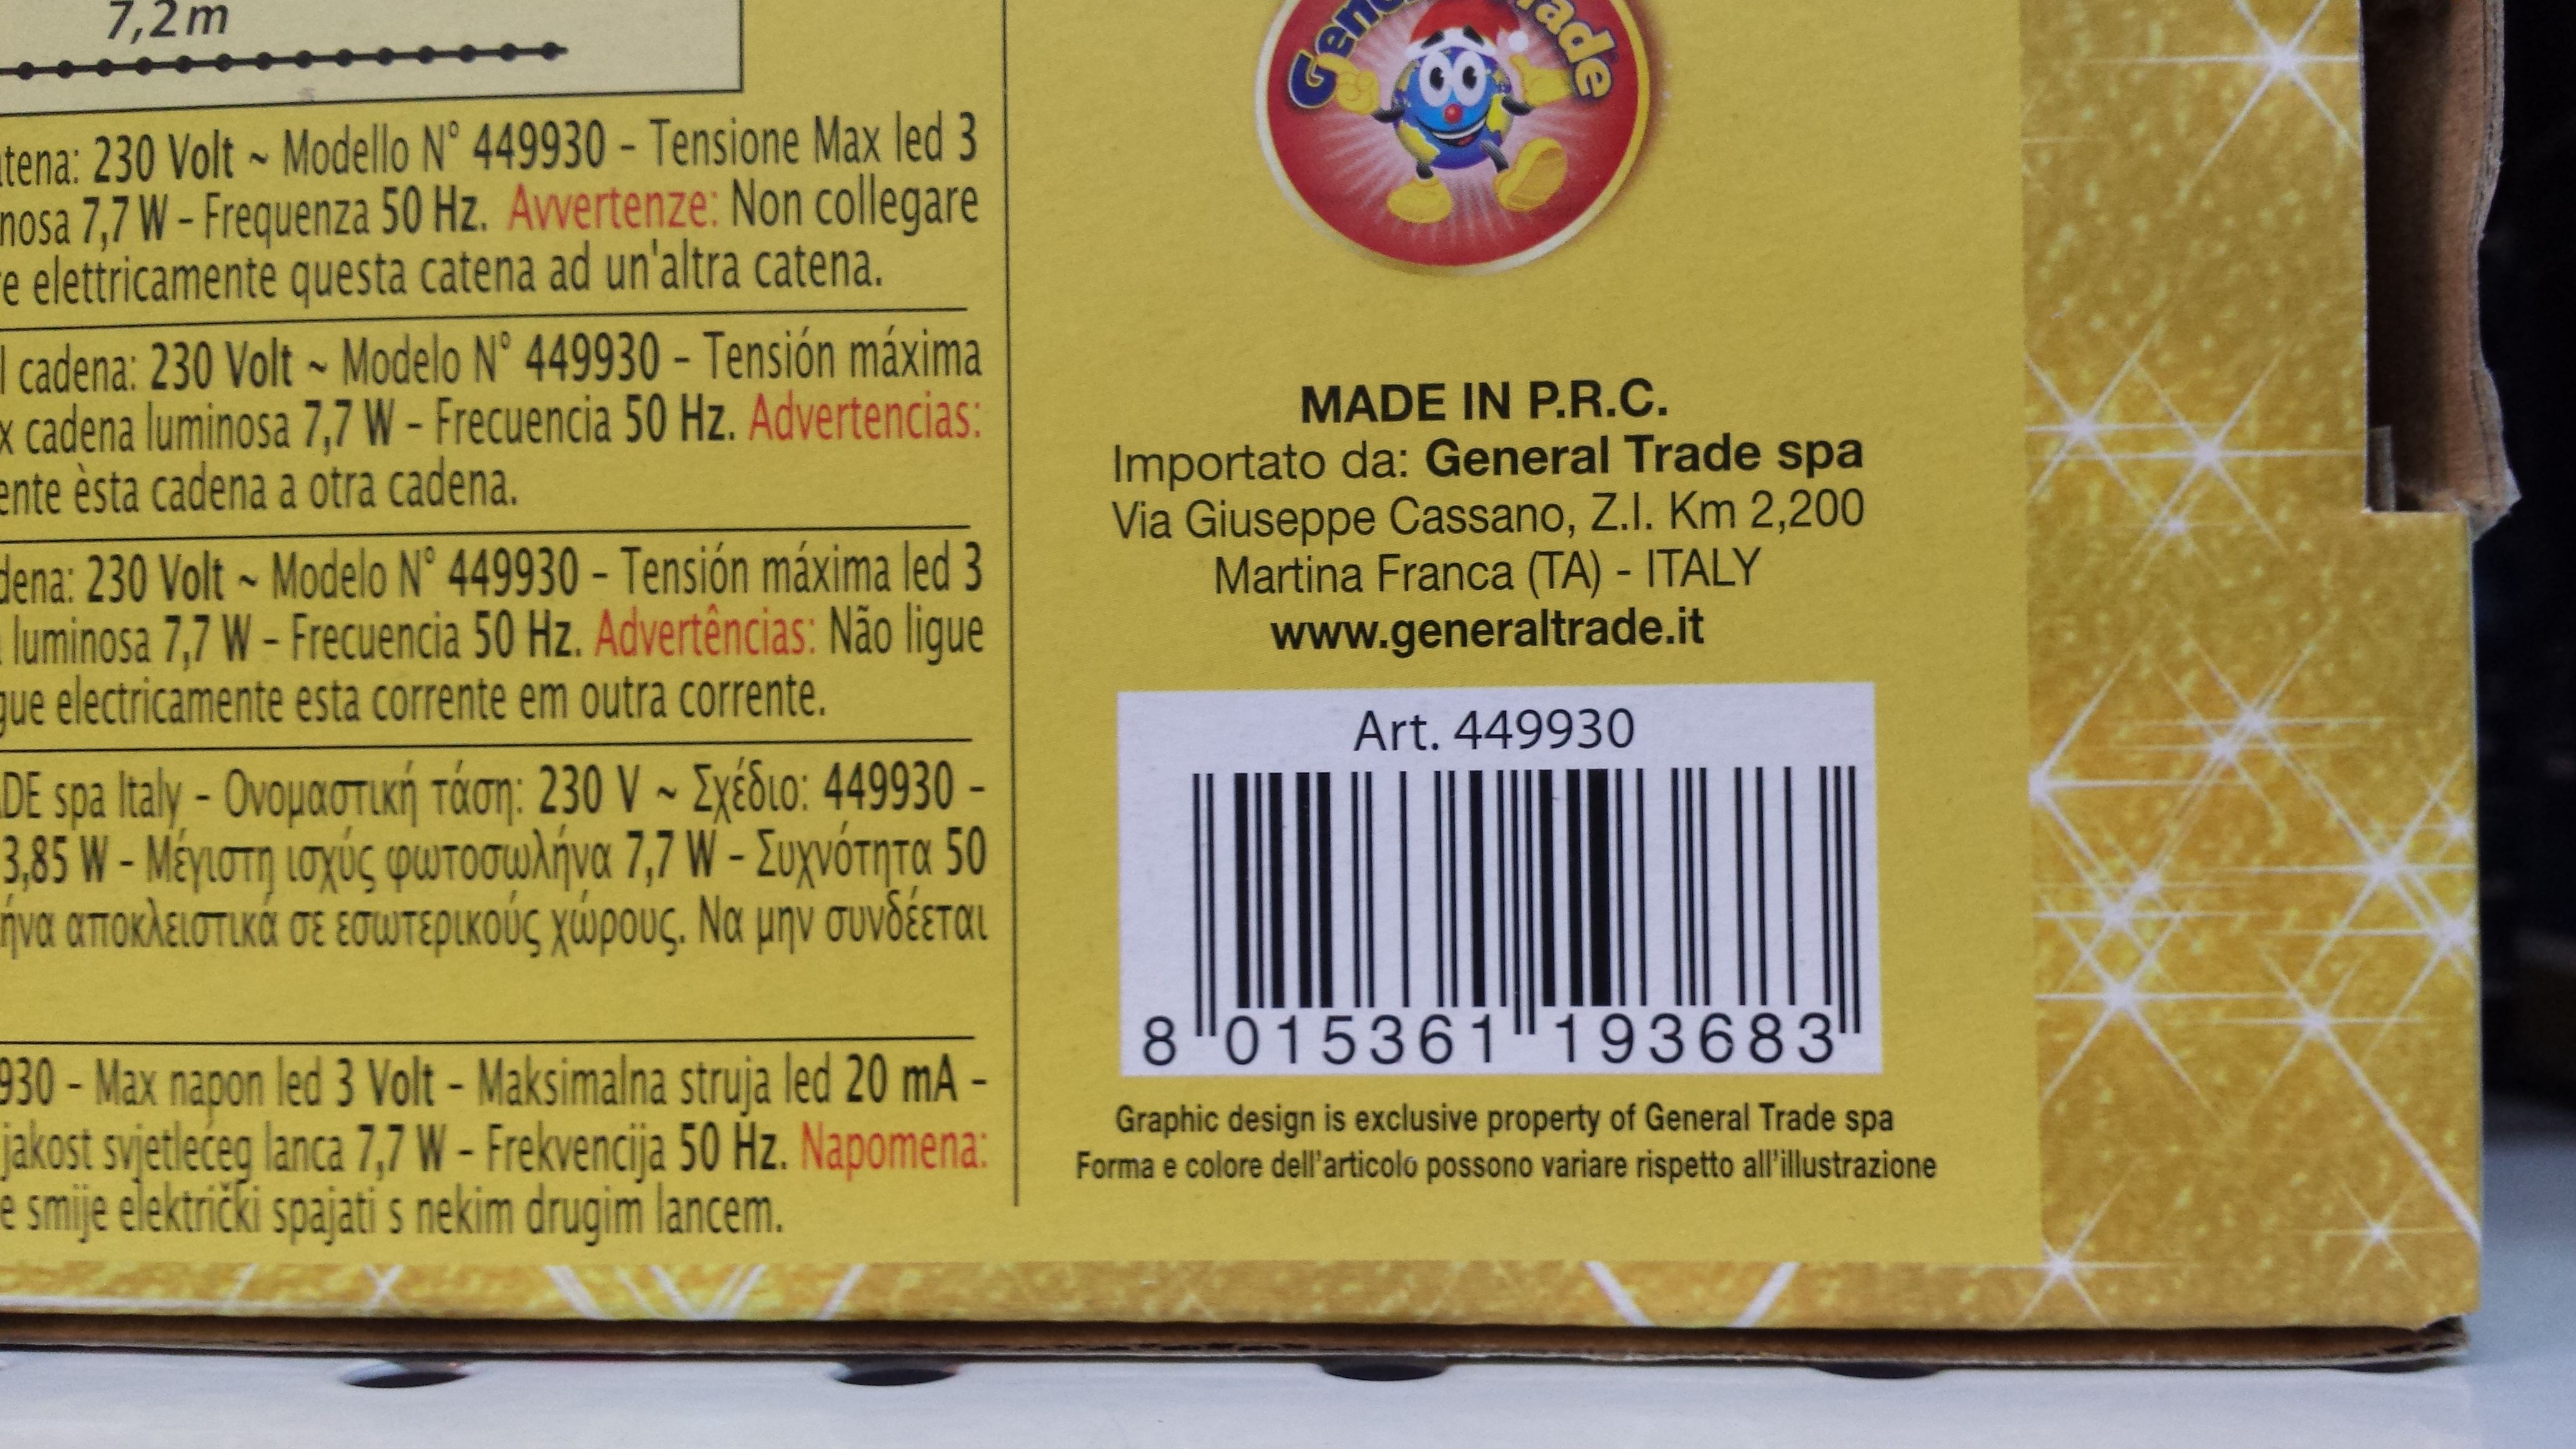 7,2 m
atena: 230 Volt ~ Modello N° 449930 – Tensione Max led 3
nosa 7,7 W – Frequenza 50 Hz. Avvertenze: Non collegare
e elettricamente questa catena ad un'altra catena.
l cadena: 230 Volt ~ Modelo N° 449930 – Tensión máxima
x cadena luminosa 7,7 W – Frecuencia 50 Hz. Advertencias:
ente èsta cadena a otra cadena.
dena: 230 Volt ~ Modelo N° 449930 – Tensión máxima led 3
luminosa 7,7 W – Frecuencia 50 Hz. Advertências: Não ligue
gue electricamente esta corrente em outra corrente.
ADE spa Italy – Ονομαστική τάση: 230 V ~ Σχέδιο: 449930 –
3,85 W – Μέγιστη ισχύς φωτοσωλήνα 7,7 W – Συχνότητα 50
ήνα αποκλειστικά σε εσωτερικούς χώρους. Να μην συνδέεται
930 – Max napon led 3 Volt – Maksimalna struja led 20 mA –
jakost svjetlećeg lanca 7,7 W – Frekvencija 50 Hz. Napomena:
e smije električki spajati s nekim drugim lancem.
General Trade
MADE IN P.R.C.
Importato da: General Trade spa
Via Giuseppe Cassano, Z.I. Km 2,200
Martina Franca (TA) - ITALY
www.generaltrade.it
Art. 449930
8 015361 193683
Graphic design is exclusive property of General Trade spa
Forma e colore dell'articolo possono variare rispetto all'illustrazione